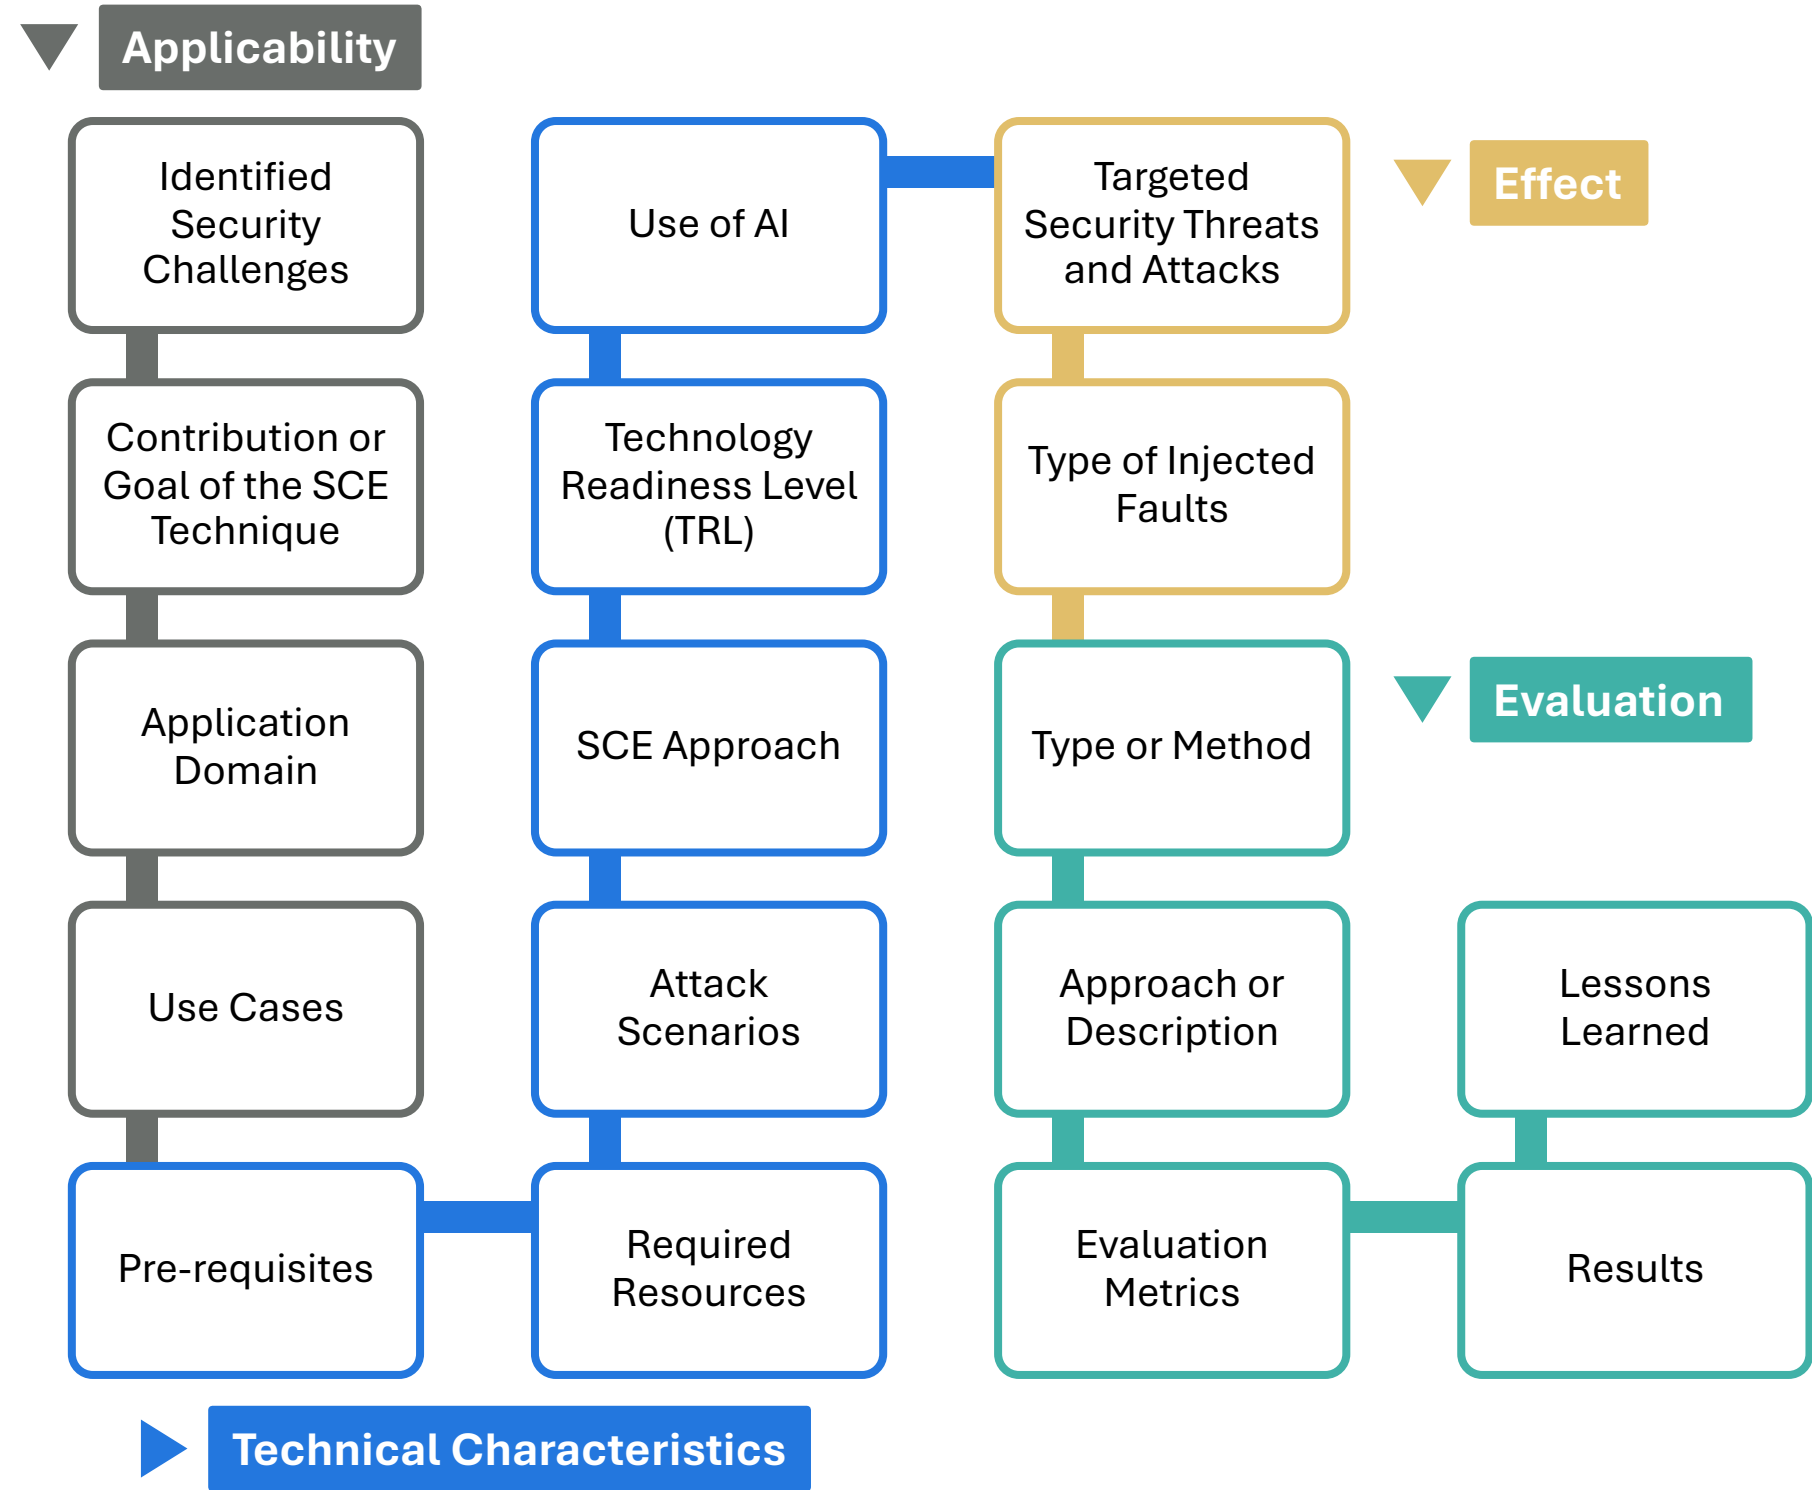 Applicability
Identified
Security
Challenges
Contribution or
Goal of the SCE
Technique
Application
Domain
Use Cases
Pre-requisites
Technical Characteristics
Required
Resources
Attack
Scenarios
SCE Approach
Technology
Readiness Level
(TRL)
Use of AI
Effect
Targeted
Security Threats
and Attacks
Type of Injected
Faults
Evaluation
Type or Method
Approach or
Description
Evaluation
Metrics
Results
Lessons
Learned